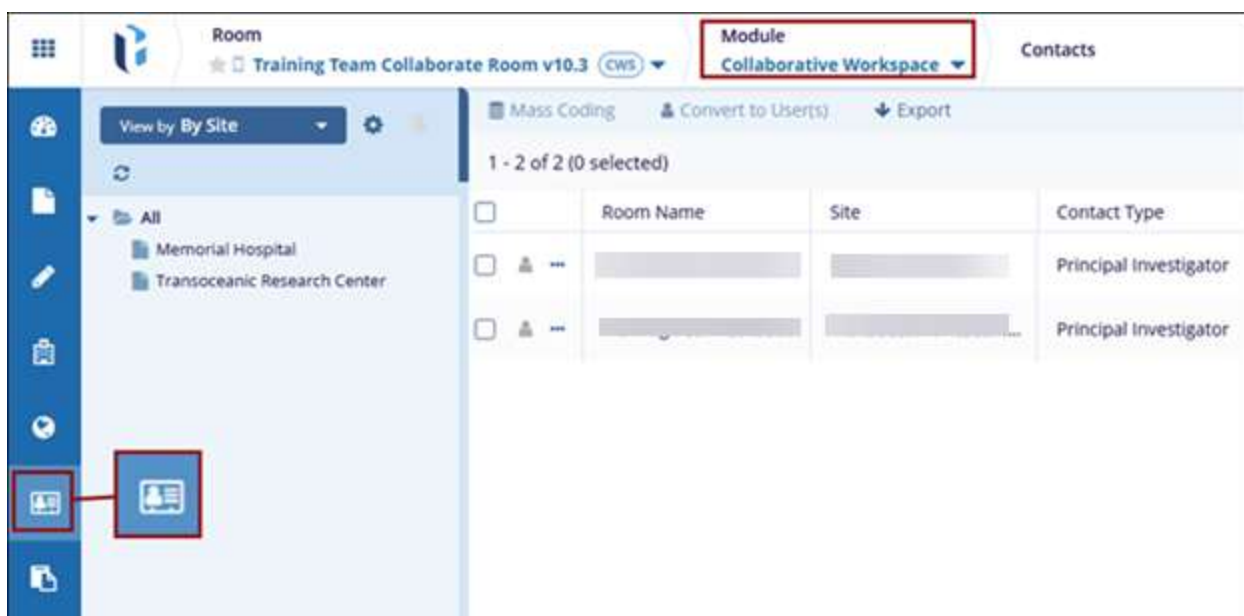 Room
Training Team Collaborate Room v10.3 CWS
Module
Collaborative Workspace
Contacts
View by By Site
Mass Coding Convert to User(s) Export
1 - 2 of 2 (0 selected)
All
Memorial Hospital
Transoceanic Research Center
Room Name Site Contact Type
Principal Investigator
... Principal Investigator